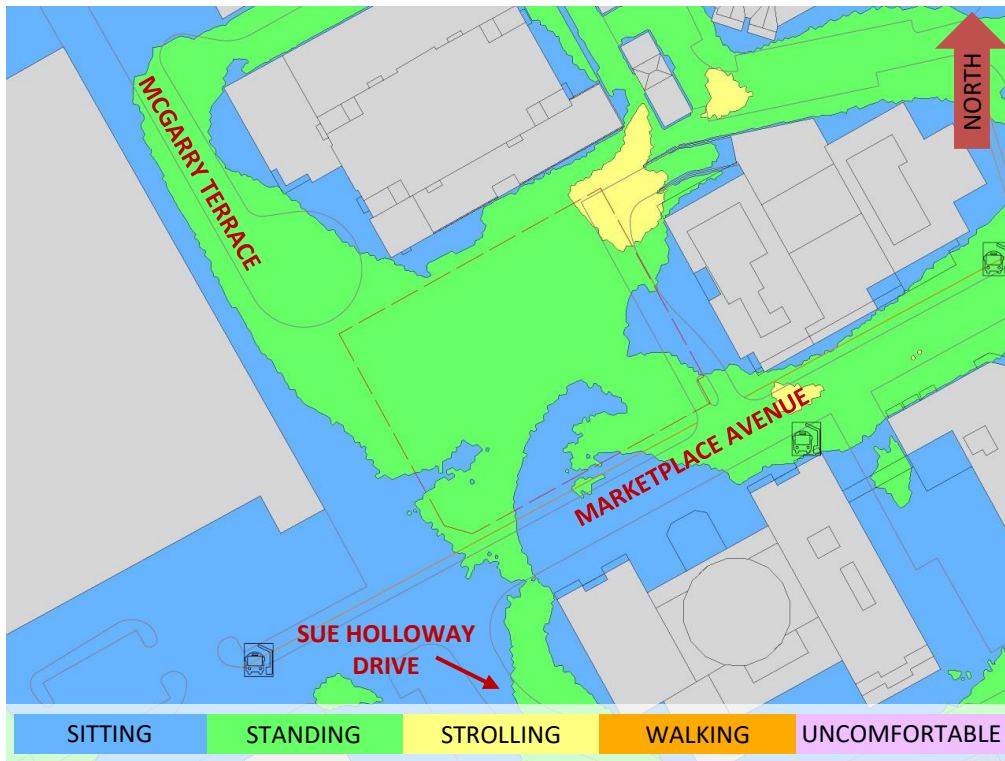 NORTH
MCGARRY TERRACE
MARKETPLACE AVENUE
SUE HOLLOWAY
DRIVE
SITTING
STANDING
STROLLING
WALKING
UNCOMFORTABLE